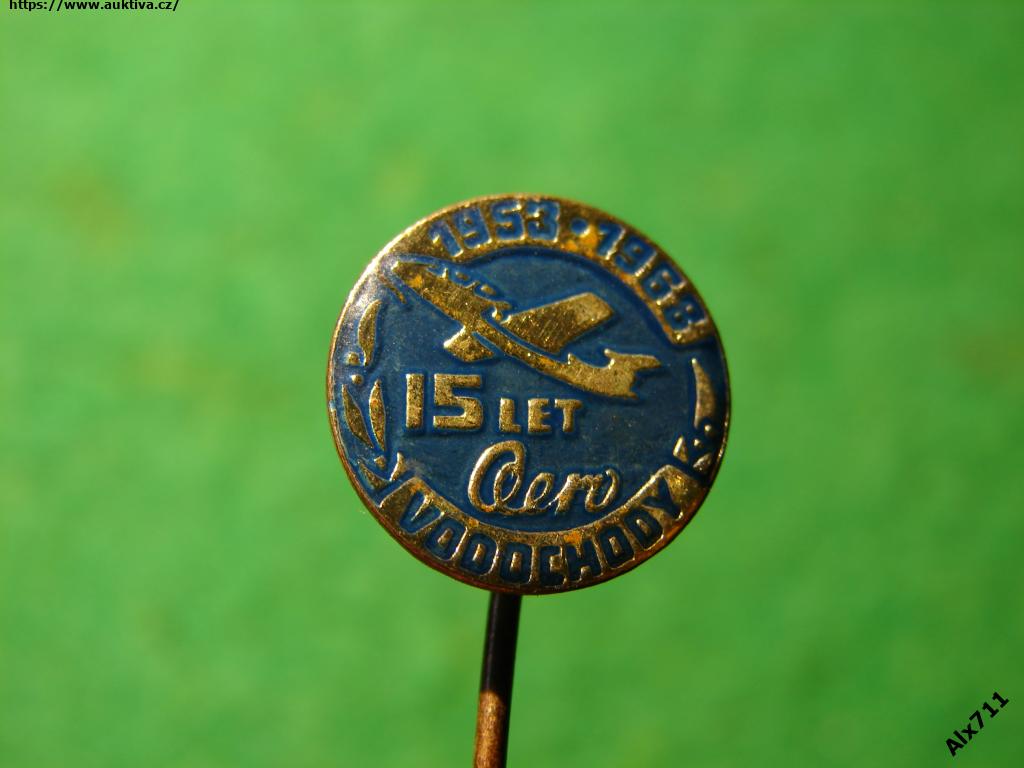 https://www.auktiva.cz/
1953 • 1968
15 LET
Aero
VODOCHODY
Alx711